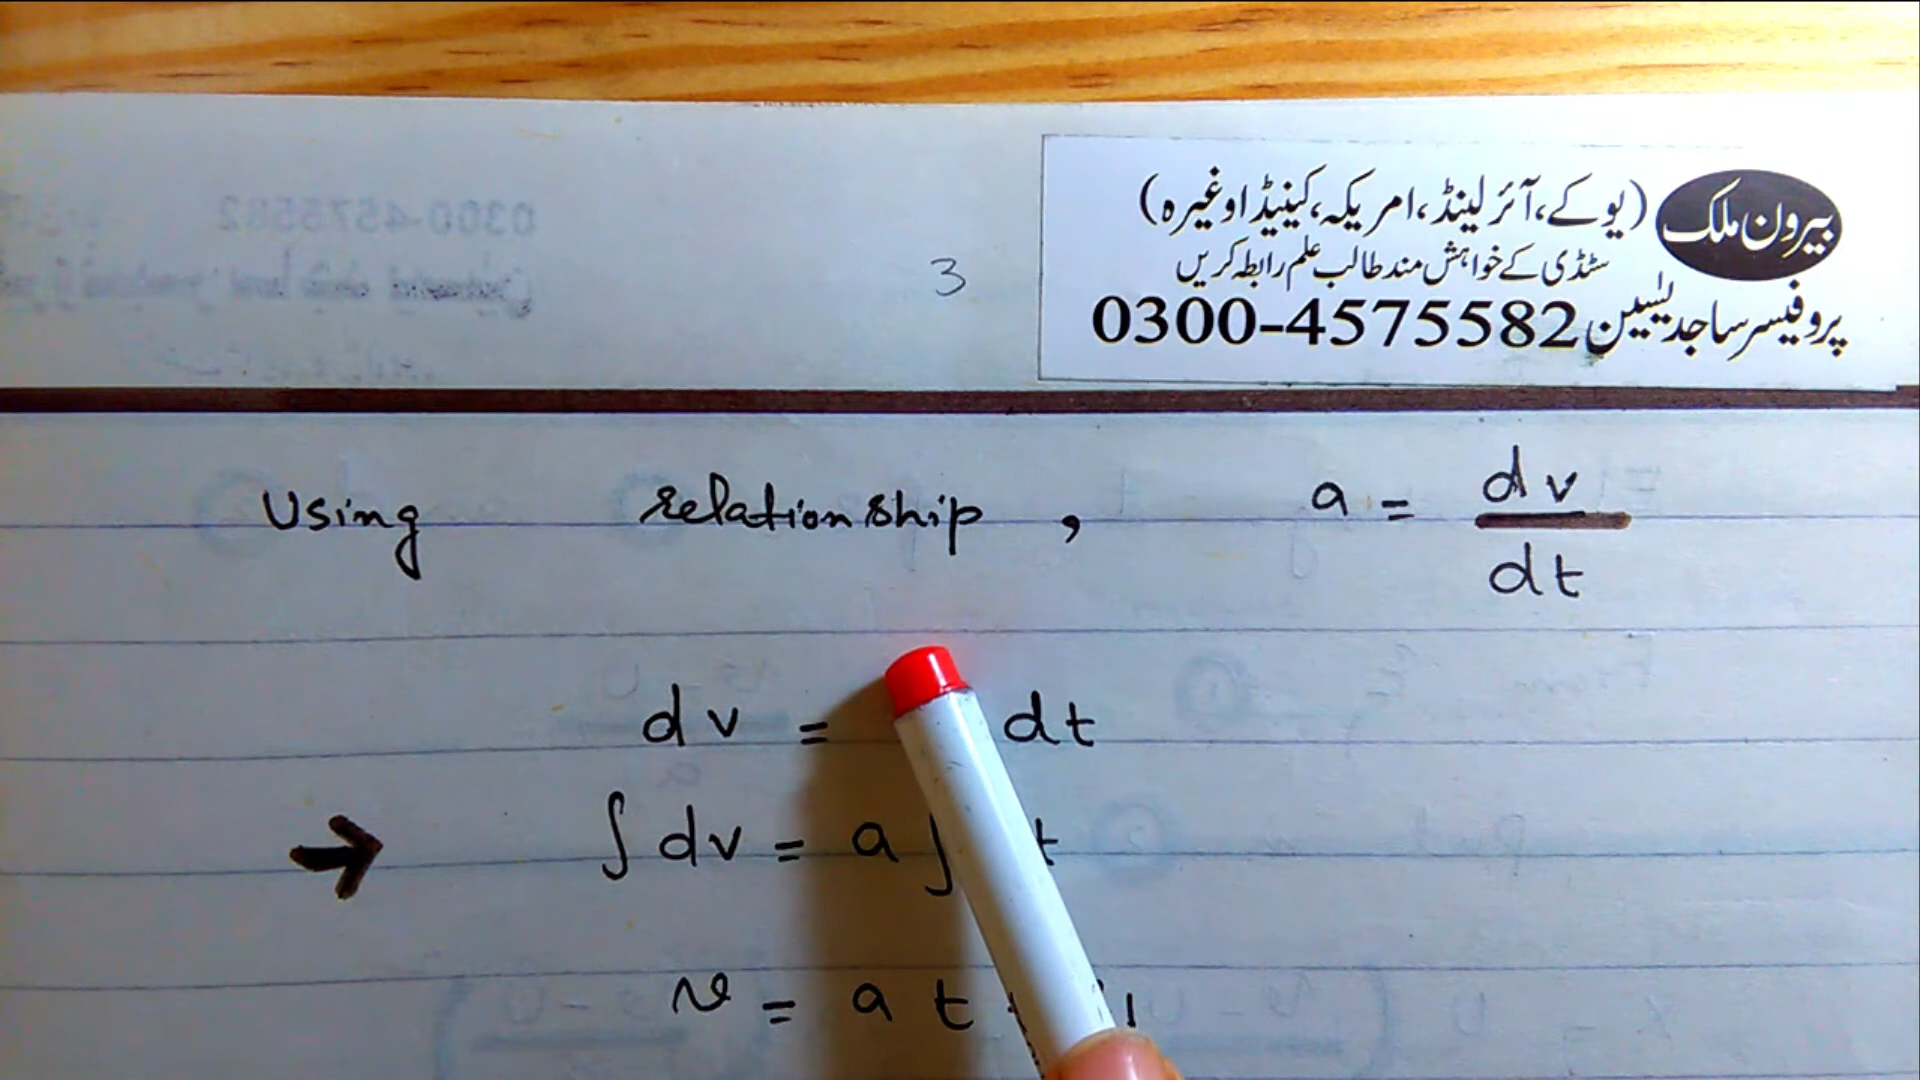 بیرون ملک (یو کے، آئرلینڈ، امریکہ، کینیڈا وغیرہ)
سٹڈی کے خواہش مند طالب علم رابطہ کریں
پروفیسر ساجد یٰسین 0300-4575582
3
Using relationship, a = dv/dt
dv = dt
→ ∫dv = a ∫ t
v = a t